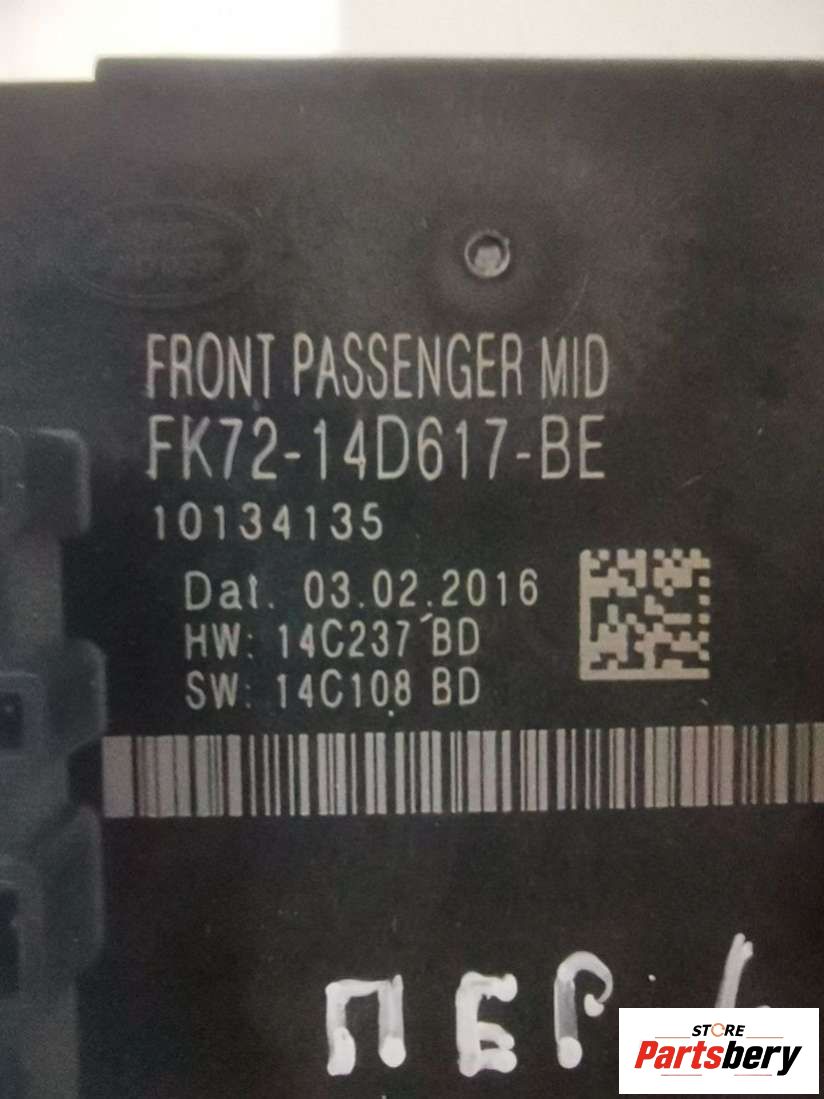 FRONT PASSENGER MID
FK72-14D617-BE
10134135
Dat. 03.02.2016
HW: 14C237 BD
SW: 14C108 BD
ПЕР
STORE
Partsbery